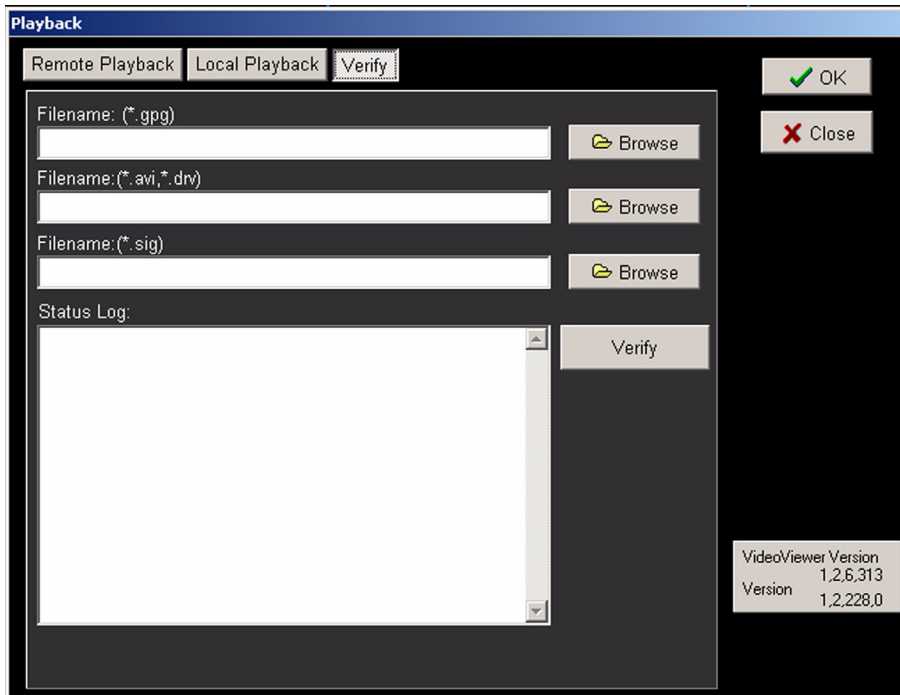 Playback
Remote Playback Local Playback Verify
OK
Close
Filename: (*.gpg)
Browse
Filename:(*.avi,*.drv)
Browse
Filename:(*.sig)
Browse
Status Log:
Verify
VideoViewer Version
1,2,6,313
Version
1,2,228,0